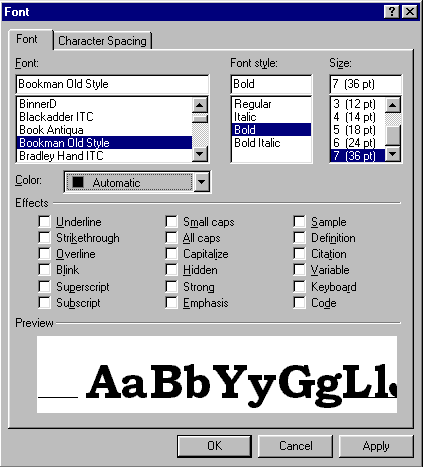 Font
Font Character Spacing
Font: Font style: Size:
Bookman Old Style Bold 7 (36 pt)
BinnerD Regular 3 (12 pt)
Blackadder ITC Italic 4 (14 pt)
Book Antiqua Bold 5 (18 pt)
Bookman Old Style Bold Italic 6 (24 pt)
Bradley Hand ITC 7 (36 pt)
Color: Automatic
Effects
Underline Small caps Sample
Strikethrough All caps Definition
Overline Capitalize Citation
Blink Hidden Variable
Superscript Strong Keyboard
Subscript Emphasis Code
Preview
AaBbYyGgLl
OK Cancel Apply